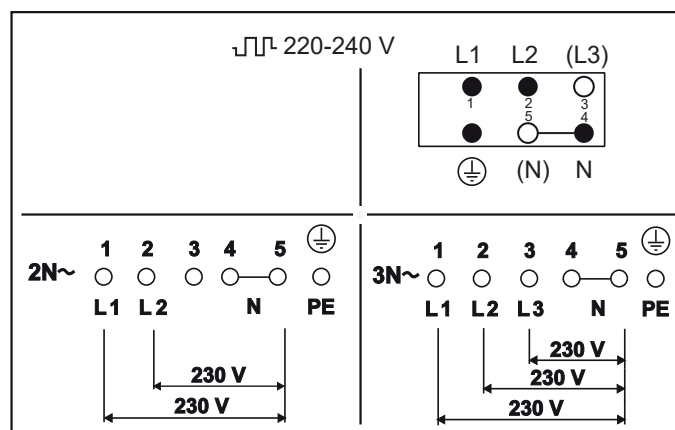 220-240 V
L1 L2 (L3)
1 2 3
5 4
(N) N
1 2 3 4 5
2N~
L1 L2 N PE
230 V
230 V
1 2 3 4 5
3N~
L1 L2 L3 N PE
230 V
230 V
230 V